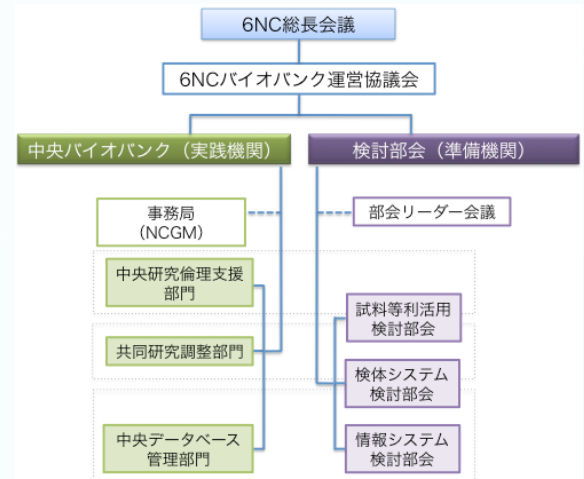 6NC総長会議
6NCバイオバンク運営協議会
中央バイオバンク（実践機関）
検討部会（準備機関）
事務局
（NCGM）
部会リーダー会議
中央研究倫理支援
部門
試料等利活用
検討部会
共同研究調整部門
検体システム
検討部会
中央データベース
管理部門
情報システム
検討部会